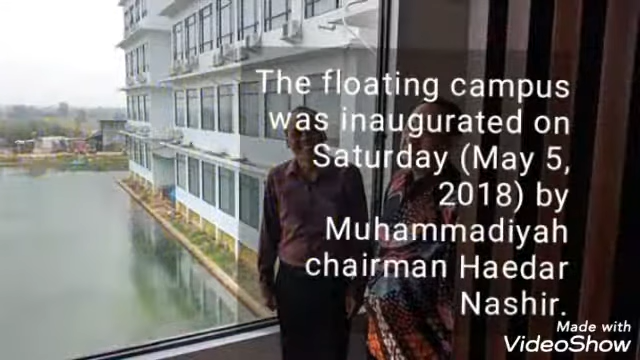 The floating campus
was inaugurated on
Saturday (May 5,
2018) by
Muhammadiyah
chairman Haedar
Nashir.
Made with
VideoShow